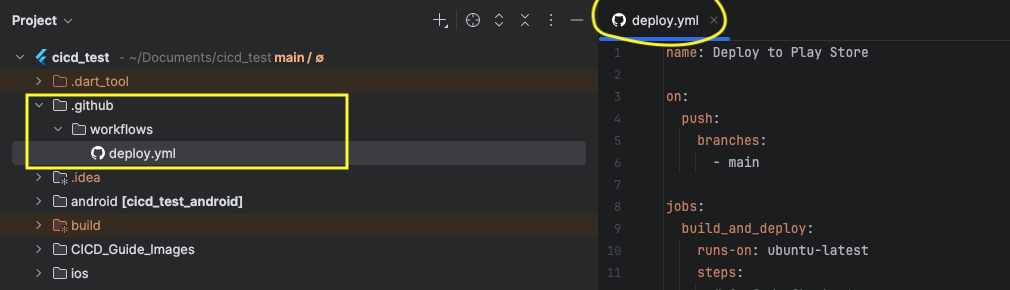 Project
cicd_test - ~/Documents/cicd_test main / ø
.dart_tool
.github
workflows
deploy.yml
.idea
android [cicd_test_android]
build
CICD_Guide_Images
ios
deploy.yml
1 name: Deploy to Play Store
2
3 on:
4 push:
5 branches:
6 - main
7
8 jobs:
9 build_and_deploy:
10 runs-on: ubuntu-latest
11 steps: